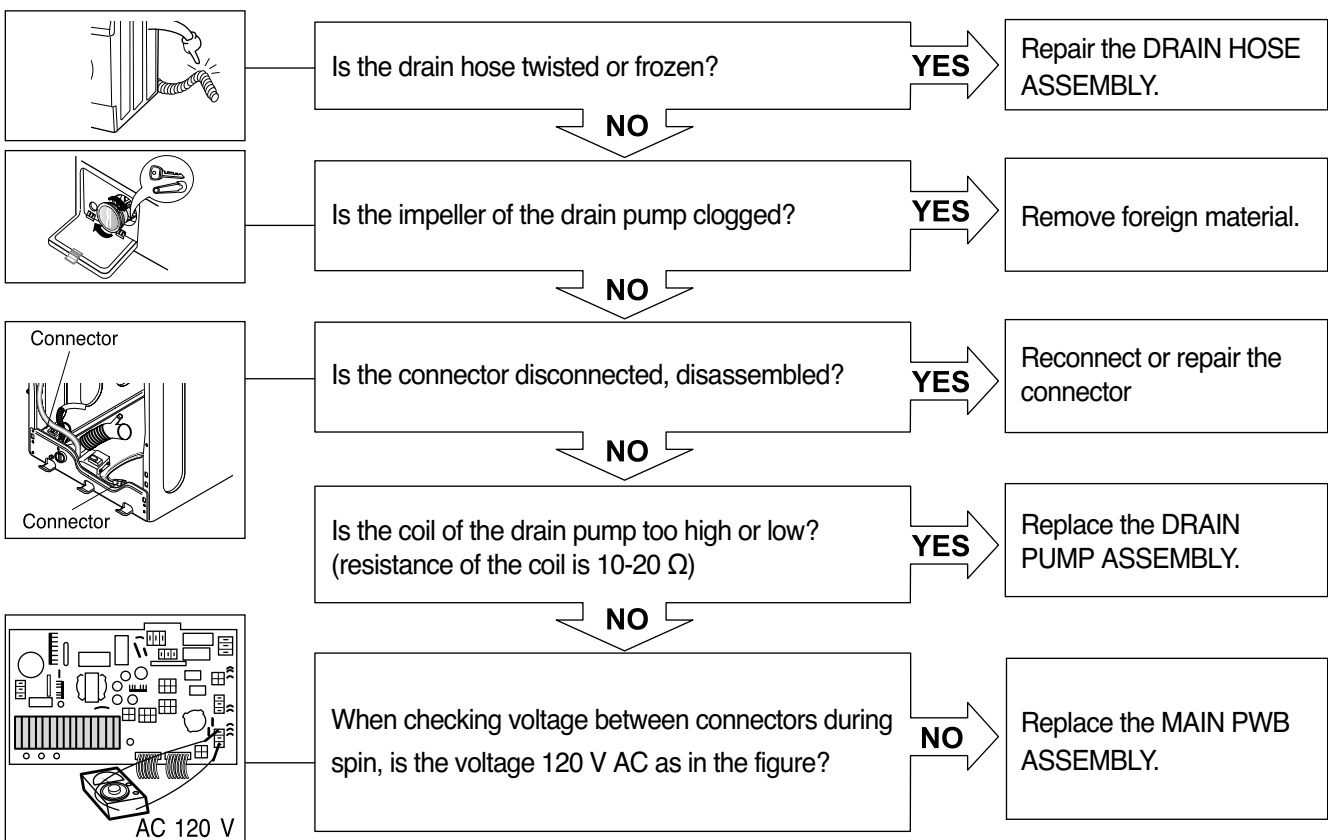 Is the drain hose twisted or frozen?
YES
Repair the DRAIN HOSE
ASSEMBLY.
NO
Is the impeller of the drain pump clogged?
YES
Remove foreign material.
NO
Connector
Connector
Is the connector disconnected, disassembled?
YES
Reconnect or repair the
connector
NO
Is the coil of the drain pump too high or low?
(resistance of the coil is 10-20 Ω)
YES
Replace the DRAIN
PUMP ASSEMBLY.
NO
AC 120 V
When checking voltage between connectors during
spin, is the voltage 120 V AC as in the figure?
NO
Replace the MAIN PWB
ASSEMBLY.